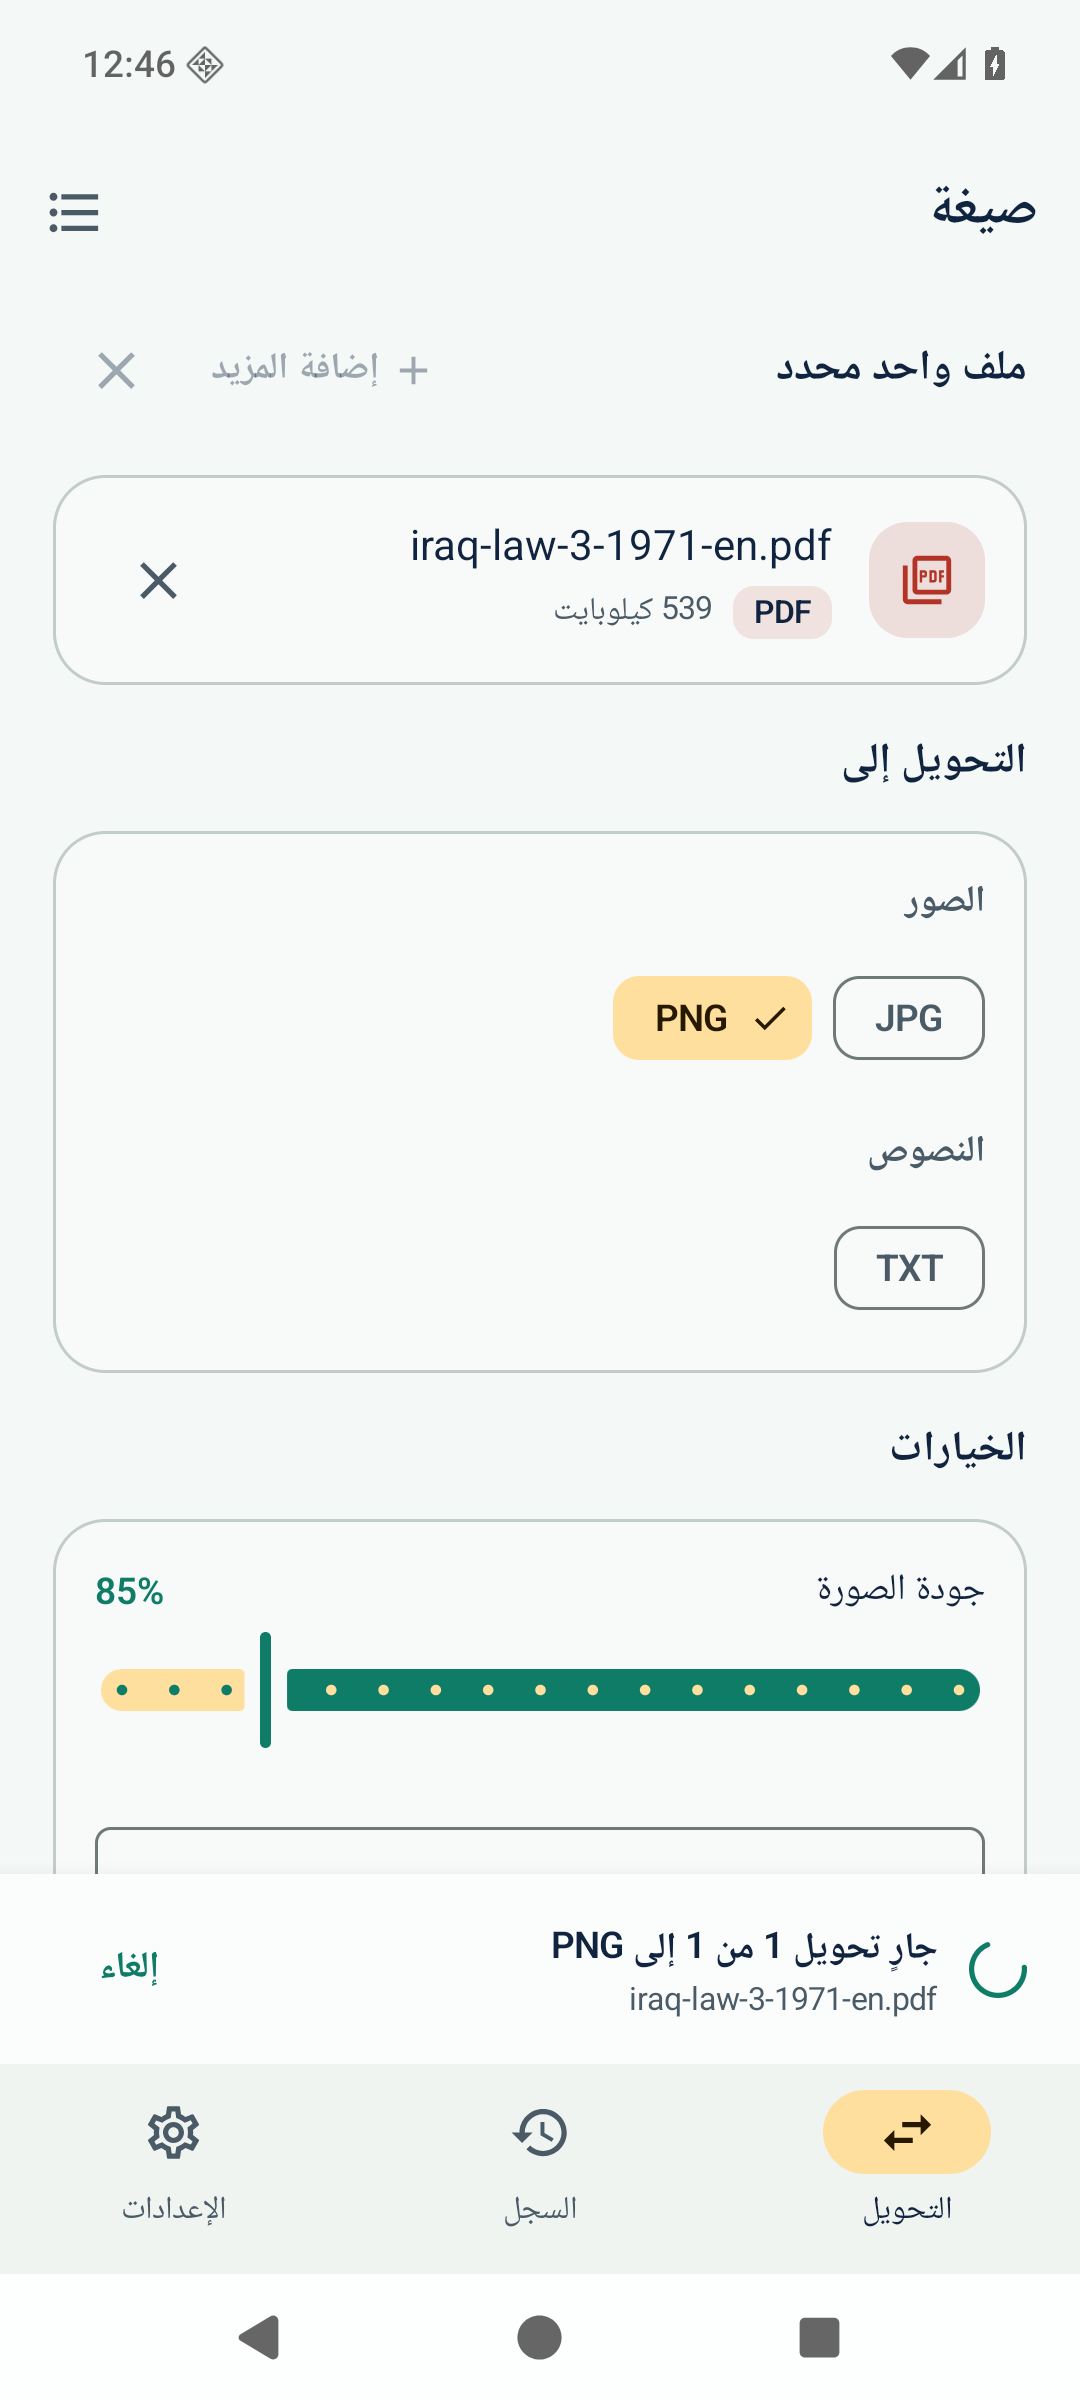 12:46
صيغة
ملف واحد محدد
إضافة المزيد
iraq-law-3-1971-en.pdf
PDF 539 كيلوبايت
PDF
التحويل إلى
الصور
JPG PNG
النصوص
TXT
الخيارات
جودة الصورة 85%
جارٍ تحويل 1 من 1 إلى PNG
iraq-law-3-1971-en.pdf
إلغاء
التحويل السجل الإعدادات